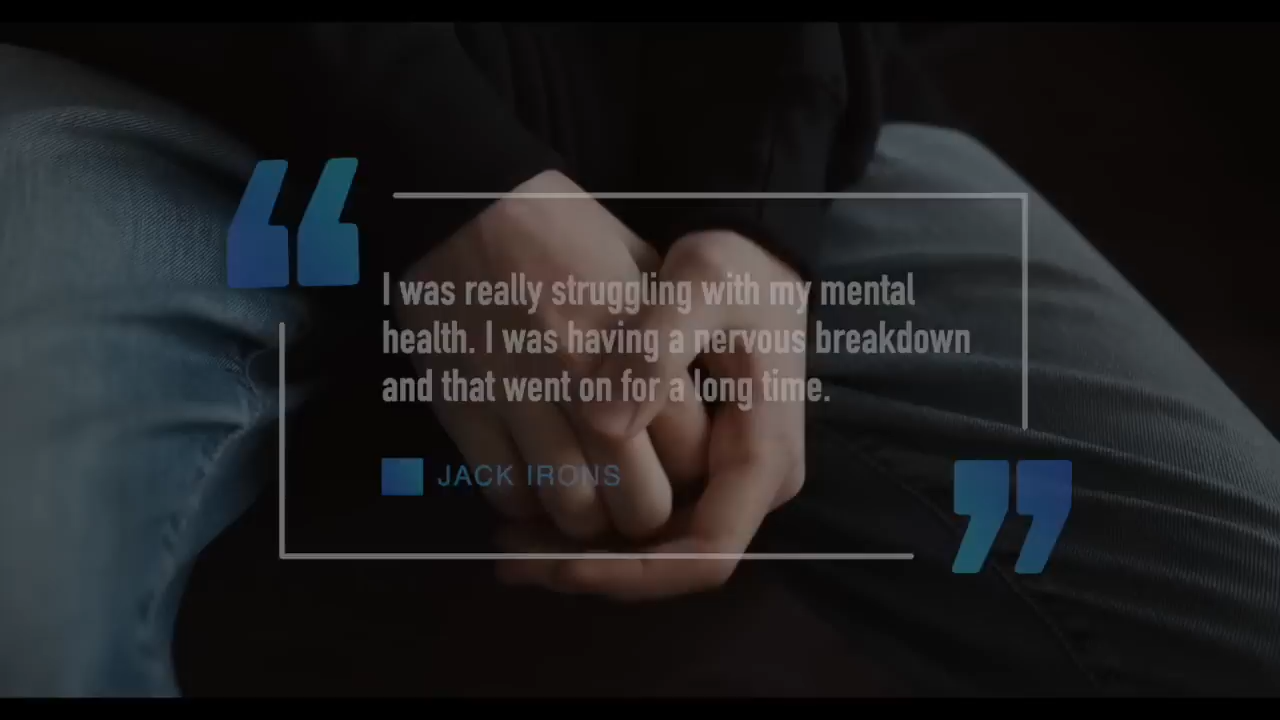 I was really struggling with my mental
health. I was having a nervous breakdown
and that went on for a long time.
JACK IRONS